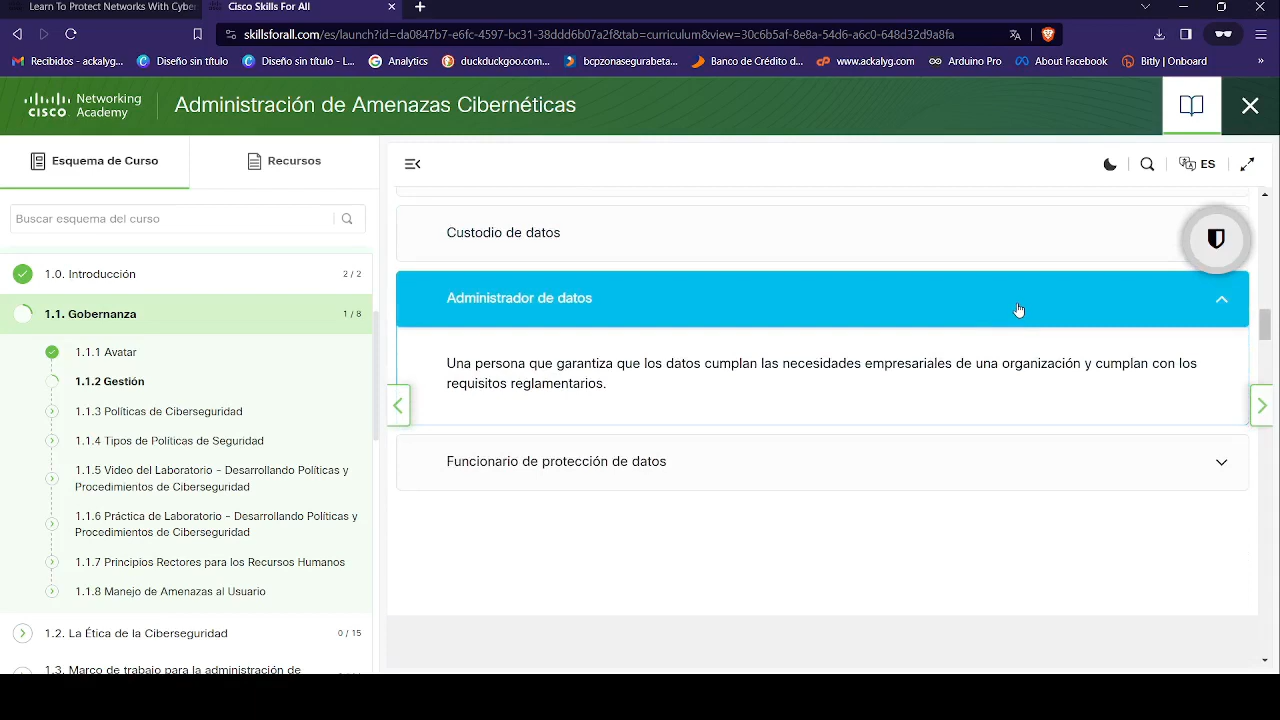 Learn To Protect Networks With Cyber
Cisco Skills For All
skillsforall.com/es/launch?id=da0847b7-e6fc-4597-bc31-38ddd6b07a2f&tab=curriculum&view=30c6b5af-8e8a-54d6-a6c0-648d32d9a8fa
Recibidos - ackalyg...
Diseño sin título
Diseño sin título - L...
Analytics
duckduckgoo.com...
bcpzonasegurabeta...
Banco de Crédito d...
www.ackalyg.com
Arduino Pro
About Facebook
Bitly | Onboard
»
CISCO Networking Academy
Administración de Amenazas Cibernéticas
Esquema de Curso
Recursos
ES
Buscar esquema del curso
1.0. Introducción 2 / 2
1.1. Gobernanza 1 / 8
1.1.1 Avatar
1.1.2 Gestión
1.1.3 Políticas de Ciberseguridad
1.1.4 Tipos de Políticas de Seguridad
1.1.5 Video del Laboratorio - Desarrollando Políticas y
Procedimientos de Ciberseguridad
1.1.6 Práctica de Laboratorio - Desarrollando Políticas y
Procedimientos de Ciberseguridad
1.1.7 Principios Rectores para los Recursos Humanos
1.1.8 Manejo de Amenazas al Usuario
1.2. La Ética de la Ciberseguridad 0 / 15
1.3. Marco de trabajo para la administración de
Custodio de datos
Administrador de datos
Una persona que garantiza que los datos cumplan las necesidades empresariales de una organización y cumplan con los
requisitos reglamentarios.
Funcionario de protección de datos